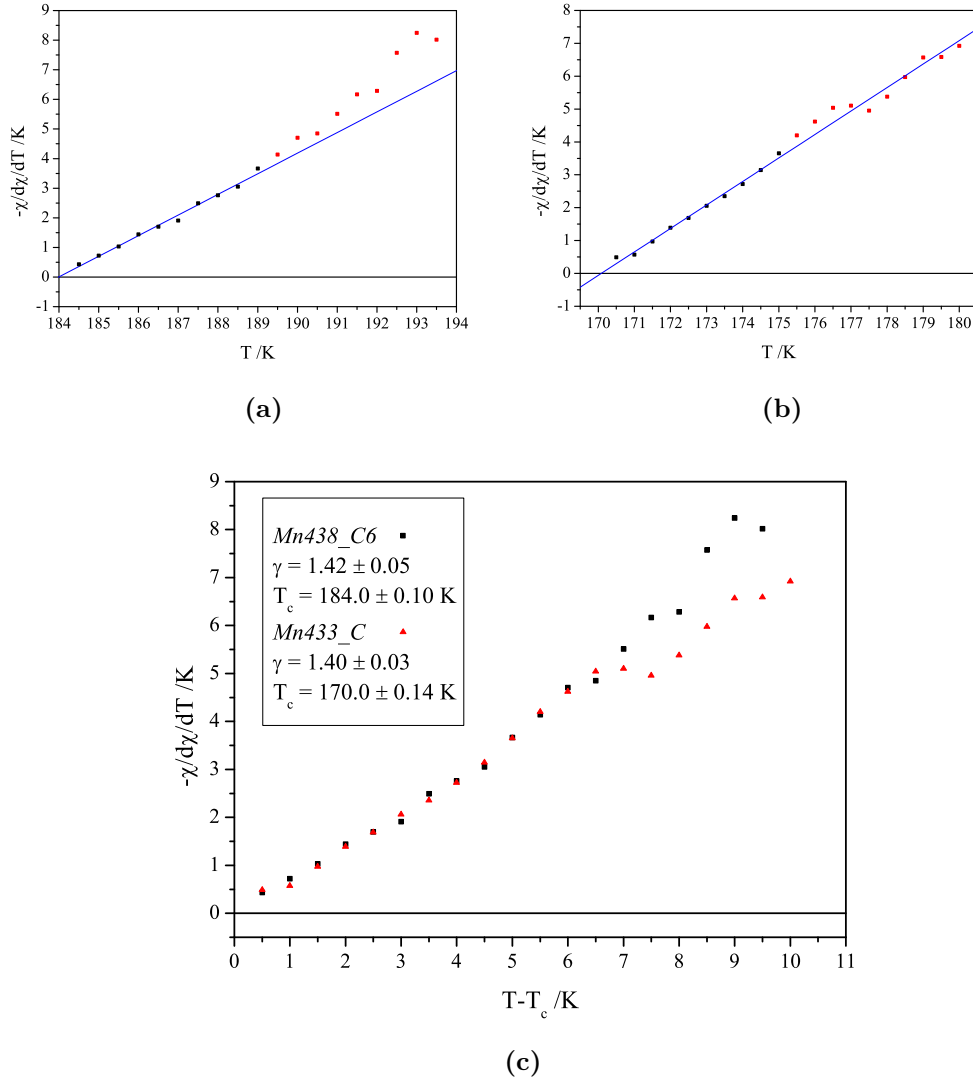 9
8
7
6
5
4
3
2
1
0
-1
-χ/dχ/dT /K
184 185 186 187 188 189 190 191 192 193 194
T /K
(a)
8
7
6
5
4
3
2
1
0
-1
-χ/dχ/dT /K
170 171 172 173 174 175 176 177 178 179 180
T /K
(b)
9
8
7
6
5
4
3
2
1
0
-χ/dχ/dT /K
Mn438_C6
γ = 1.42 ± 0.05
T_c = 184.0 ± 0.10 K
Mn433_C
γ = 1.40 ± 0.03
T_c = 170.0 ± 0.14 K
0 1 2 3 4 5 6 7 8 9 10 11
T-T_c /K
(c)